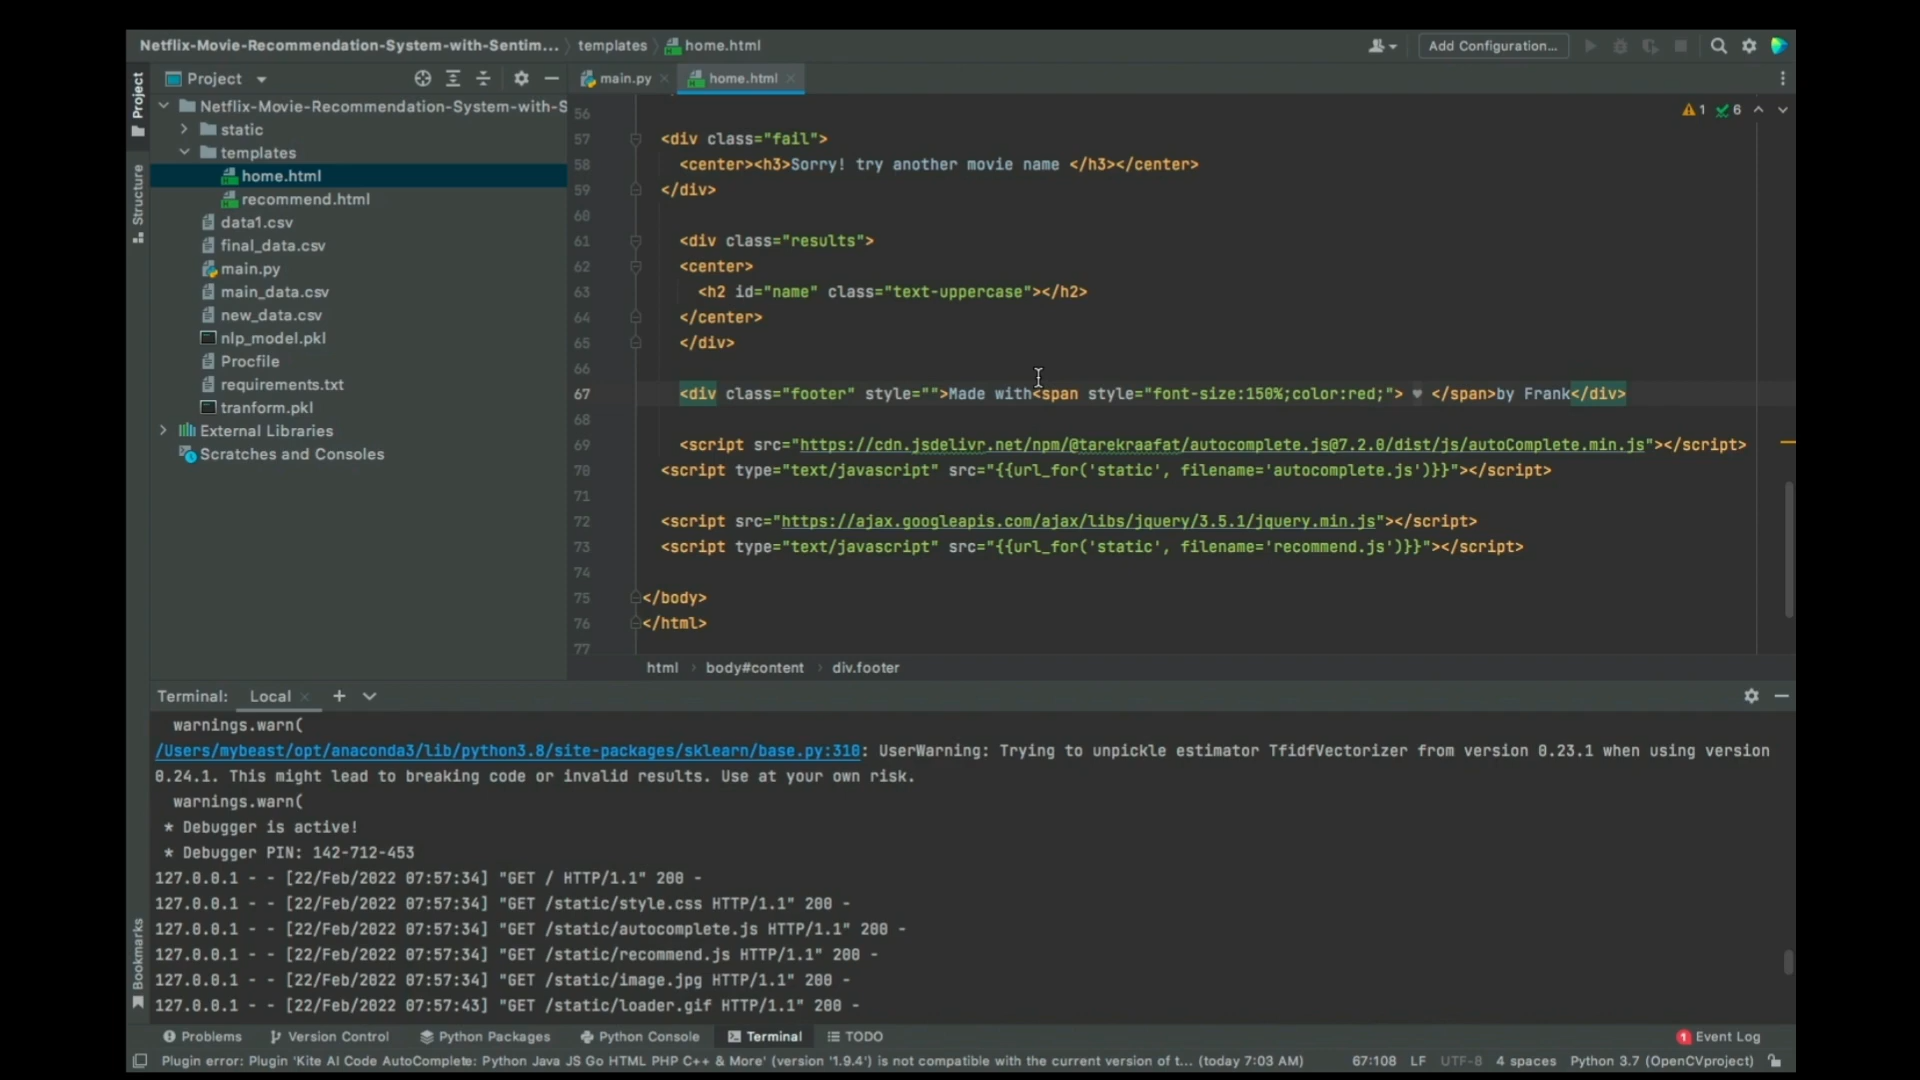 Netflix-Movie-Recommendation-System-with-Sentim... templates home.html
Add Configuration...
Project
main.py
home.html
Project
Structure
Bookmarks
Netflix-Movie-Recommendation-System-with-S
static
templates
home.html
recommend.html
data1.csv
final_data.csv
main.py
main_data.csv
new_data.csv
nlp_model.pkl
Procfile
requirements.txt
tranform.pkl
External Libraries
Scratches and Consoles
1 6
56
57 <div class="fail">
58 <center><h3>Sorry! try another movie name </h3></center>
59 </div>
60
61 <div class="results">
62 <center>
63 <h2 id="name" class="text-uppercase"></h2>
64 </center>
65 </div>
66
67 <div class="footer" style="">Made with<span style="font-size:150%;color:red;"> ♥ </span>by Frank</div>
68
69 <script src="https://cdn.jsdelivr.net/npm/@tarekraafat/autocomplete.js@7.2.0/dist/js/autoComplete.min.js"></script>
70 <script type="text/javascript" src="{{url_for('static', filename='autocomplete.js')}}"></script>
71
72 <script src="https://ajax.googleapis.com/ajax/libs/jquery/3.5.1/jquery.min.js"></script>
73 <script type="text/javascript" src="{{url_for('static', filename='recommend.js')}}"></script>
74
75 </body>
76 </html>
77
html body#content div.footer
Terminal: Local
warnings.warn(
/Users/mybeast/opt/anaconda3/lib/python3.8/site-packages/sklearn/base.py:310: UserWarning: Trying to unpickle estimator TfidfVectorizer from version 0.23.1 when using version
0.24.1. This might lead to breaking code or invalid results. Use at your own risk.
warnings.warn(
* Debugger is active!
* Debugger PIN: 142-712-453
127.0.0.1 - - [22/Feb/2022 07:57:34] "GET / HTTP/1.1" 200 -
127.0.0.1 - - [22/Feb/2022 07:57:34] "GET /static/style.css HTTP/1.1" 200 -
127.0.0.1 - - [22/Feb/2022 07:57:34] "GET /static/autocomplete.js HTTP/1.1" 200 -
127.0.0.1 - - [22/Feb/2022 07:57:34] "GET /static/recommend.js HTTP/1.1" 200 -
127.0.0.1 - - [22/Feb/2022 07:57:34] "GET /static/image.jpg HTTP/1.1" 200 -
127.0.0.1 - - [22/Feb/2022 07:57:43] "GET /static/loader.gif HTTP/1.1" 200 -
Problems Version Control Python Packages Python Console Terminal TODO 1 Event Log
Plugin error: Plugin 'Kite AI Code AutoComplete: Python Java JS Go HTML PHP C++ & More' (version '1.9.4') is not compatible with the current version of t... (today 7:03 AM) 67:108 LF UTF-8 4 spaces Python 3.7 (OpenCVproject)